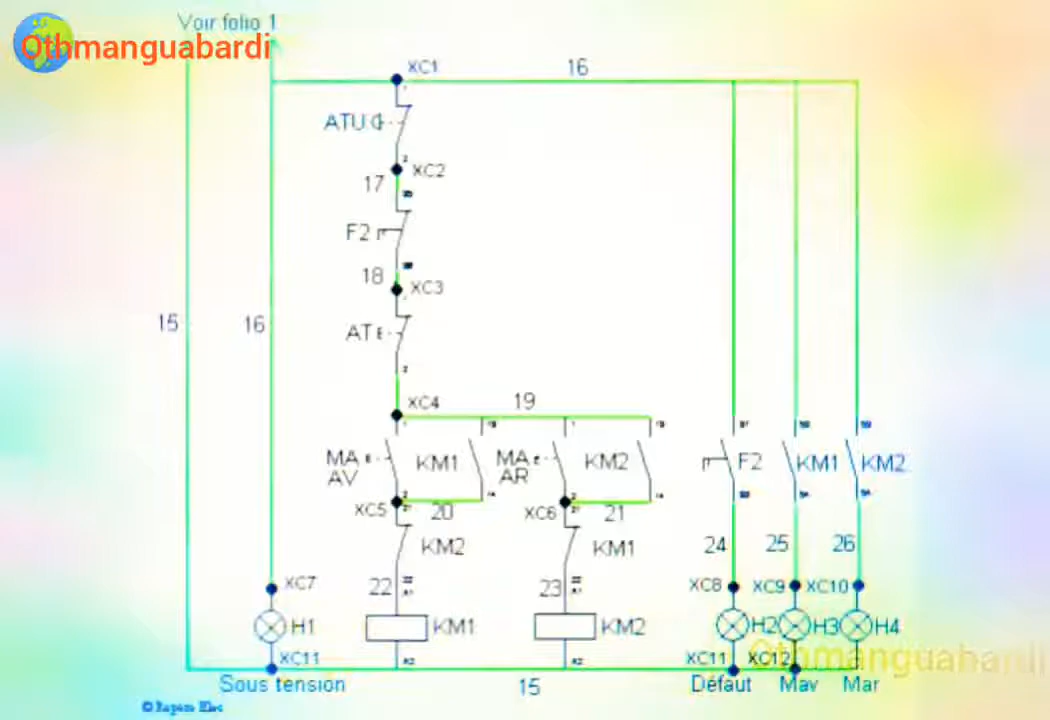 Voir folio 1
Othmanguabardi
XC1
16
ATU
XC2
17
F2
18
XC3
15
16
AT
XC4
19
MA
AV
KM1
MA
AR
KM2
F2
KM1
KM2
XC5
20
XC6
21
KM2
KM1
24
25
26
XC7
22
23
XC8
XC9
XC10
H1
KM1
KM2
H2
H3
H4
XC11
A2
A2
XC11
XC12
Othmanguabardi
Sous tension
15
Défaut
Mav
Mar